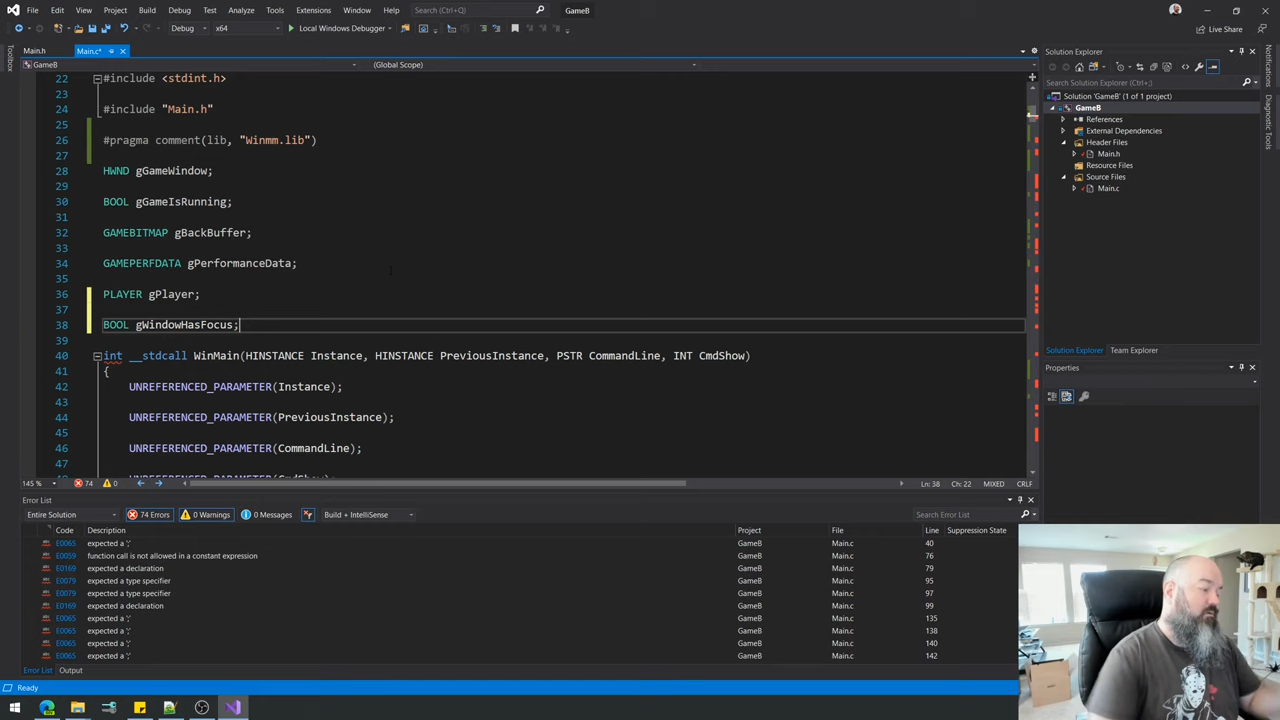 File Edit View Git Project Build Debug Test Analyze Tools Extensions Window Help Search (Ctrl+Q) GameB
Debug x64 Local Windows Debugger Live Share
Main.h Main.c*
GameB (Global Scope)
22 #include <stdint.h>
23
24 #include "Main.h"
25
26 #pragma comment(lib, "Winmm.lib")
27
28 HWND gGameWindow;
29
30 BOOL gGameIsRunning;
31
32 GAMEBITMAP gBackBuffer;
33
34 GAMEPERFDATA gPerformanceData;
35
36 PLAYER gPlayer;
37
38 BOOL gWindowHasFocus;
39
40 int __stdcall WinMain(HINSTANCE Instance, HINSTANCE PreviousInstance, PSTR CommandLine, INT CmdShow)
41 {
42 UNREFERENCED_PARAMETER(Instance);
43
44 UNREFERENCED_PARAMETER(PreviousInstance);
45
46 UNREFERENCED_PARAMETER(CommandLine);
47
145 % 74 0 Ln: 38 Ch: 22 MIXED CRLF
Error List
Entire Solution 74 Errors 0 Warnings 0 Messages Build + IntelliSense Search Error List
Code Description Project File Line Suppression State
E0065 expected a ';' GameB Main.c 40
E0059 function call is not allowed in a constant expression GameB Main.c 76
E0169 expected a declaration GameB Main.c 79
E0079 expected a type specifier GameB Main.c 95
E0079 expected a type specifier GameB Main.c 97
E0169 expected a declaration GameB Main.c 99
E0065 expected a ';' GameB Main.c 135
E0065 expected a ';' GameB Main.c 138
E0065 expected a ';' GameB Main.c 140
E0065 expected a ';' GameB Main.c 142
Error List Output
Ready
Toolbox
Solution Explorer
Search Solution Explorer (Ctrl+;)
Solution 'GameB' (1 of 1 project)
GameB
References
External Dependencies
Header Files
Main.h
Resource Files
Source Files
Main.c
Solution Explorer Team Explorer
Properties
Notifications
Diagnostic Tools